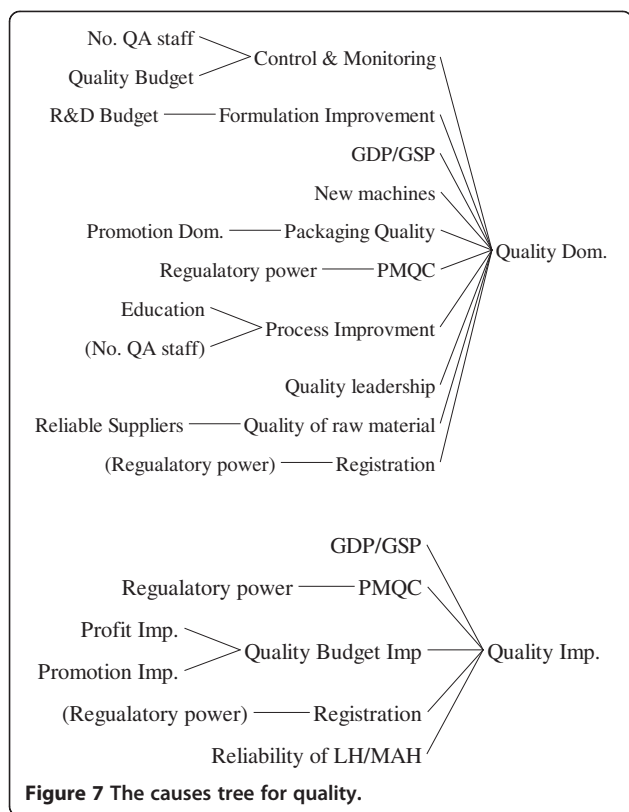 No. QA staff
Quality Budget
Control & Monitoring
R&D Budget
Formulation Improvement
GDP/GSP
New machines
Promotion Dom.
Packaging Quality
Quality Dom.
Regualatory power
PMQC
Education
(No. QA staff)
Process Improvment
Quality leadership
Reliable Suppliers
Quality of raw material
(Regualatory power)
Registration
GDP/GSP
Regualatory power
PMQC
Profit Imp.
Promotion Imp.
Quality Budget Imp
Quality Imp.
(Regualatory power)
Registration
Reliability of LH/MAH
Figure 7 The causes tree for quality.